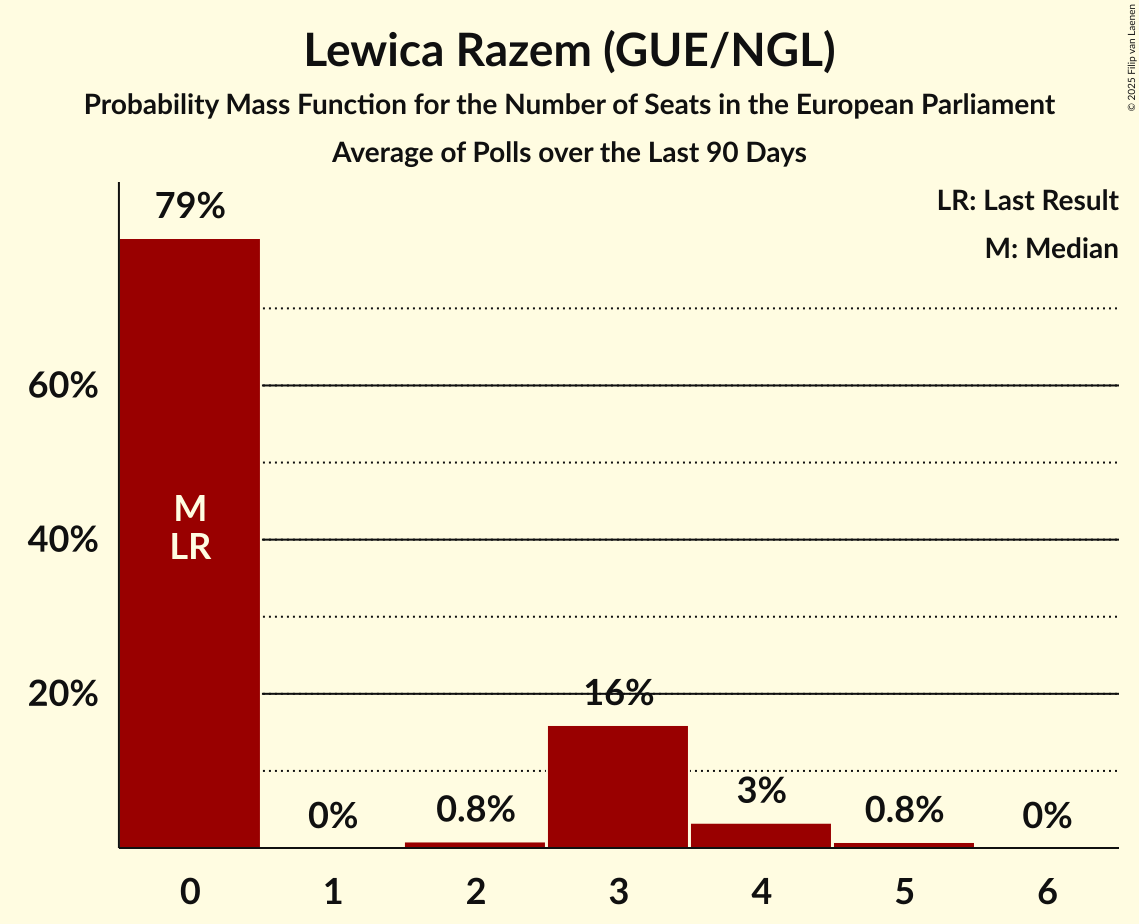 Lewica Razem (GUE/NGL)
Probability Mass Function for the Number of Seats in the European Parliament
Average of Polls over the Last 90 Days
© 2025 Filip van Laenen
LR: Last Result
M: Median
79%
60%
40%
20%
M
LR
0%
0.8%
16%
3%
0.8%
0%
0 1 2 3 4 5 6